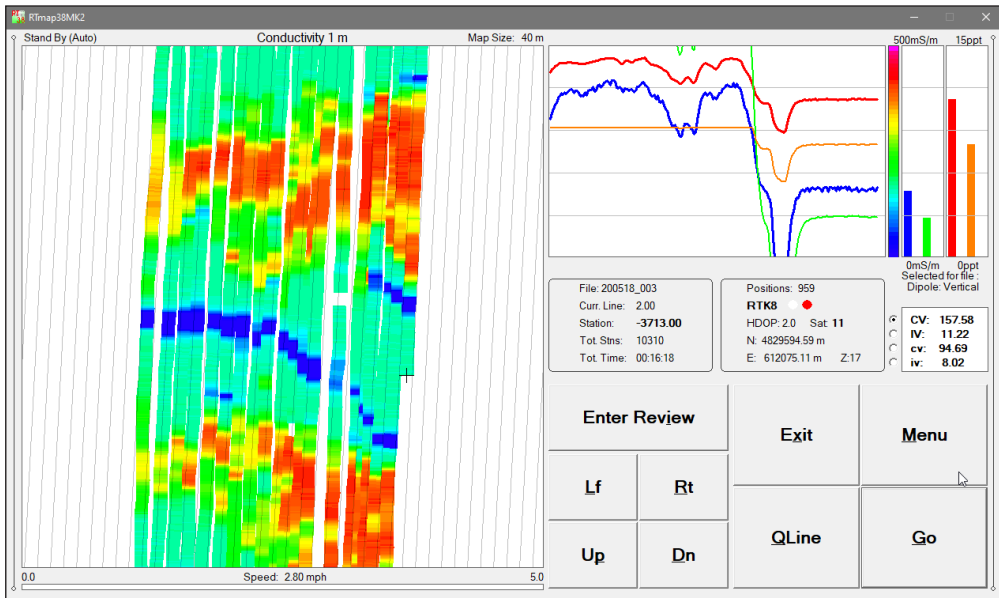 RTmap38MK2
Stand By (Auto) Conductivity 1 m Map Size: 40 m
500mS/m 15ppt
0mS/m 0ppt
Selected for file :
Dipole: Vertical
File: 200518_003
Curr. Line: 2.00
Station: -3713.00
Tot. Stns: 10310
Tot. Time: 00:16:18
Positions: 959
RTK8
HDOP: 2.0 Sat: 11
N: 4829594.59 m
E: 612075.11 m Z:17
CV: 157.58
IV: 11.22
cv: 94.69
iv: 8.02
Enter Review
Exit
Menu
Lf
Rt
Up
Dn
QLine
Go
0.0 Speed: 2.80 mph 5.0